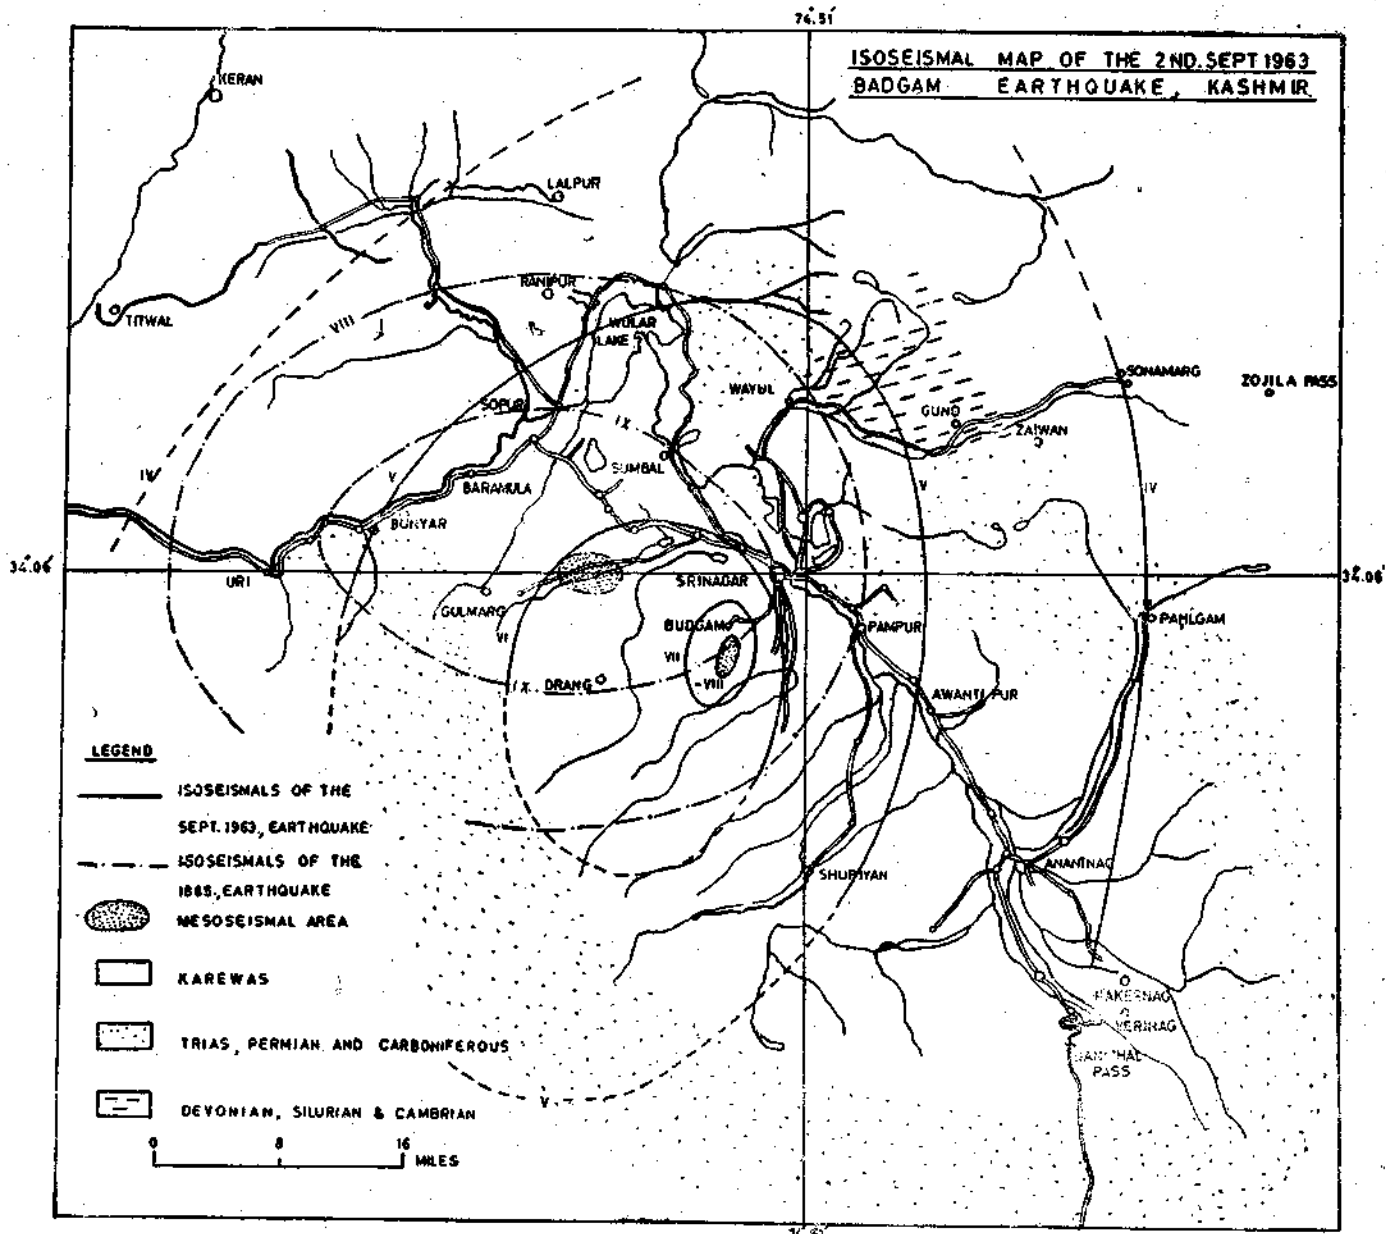 74.51'
ISOSEISMAL MAP OF THE 2ND. SEPT 1963
BADGAM EARTHQUAKE, KASHMIR
KERAN
LALPUR
RANIPUR
TITWAL
VIII
WULAR
LAKE
SONAMARG
ZOJILA PASS
WAYUL
SOPUR
GUND
IX
ZAIWAN
SUMBAL
IV
V
BARAMULA
V
IV
BUNYAR
34.06'
URI
SRINAGAR
34.06'
GULMARG
PAHLGAM
VI
BUDGAM
PAMPUR
VII
VIII
IX
DRANG
AWANTI PUR
LEGEND
ISOSEISMALS OF THE
SEPT. 1963, EARTHQUAKE
ISOSEISMALS OF THE
1885, EARTHQUAKE
MESOSEISMAL AREA
SHUPIYAN
ANANTNAG
KAREWAS
VERINAG
TRIAS, PERMIAN AND CARBONIFEROUS
PASS
V
DEVONIAN, SILURIAN & CAMBRIAN
0 8 16
MILES